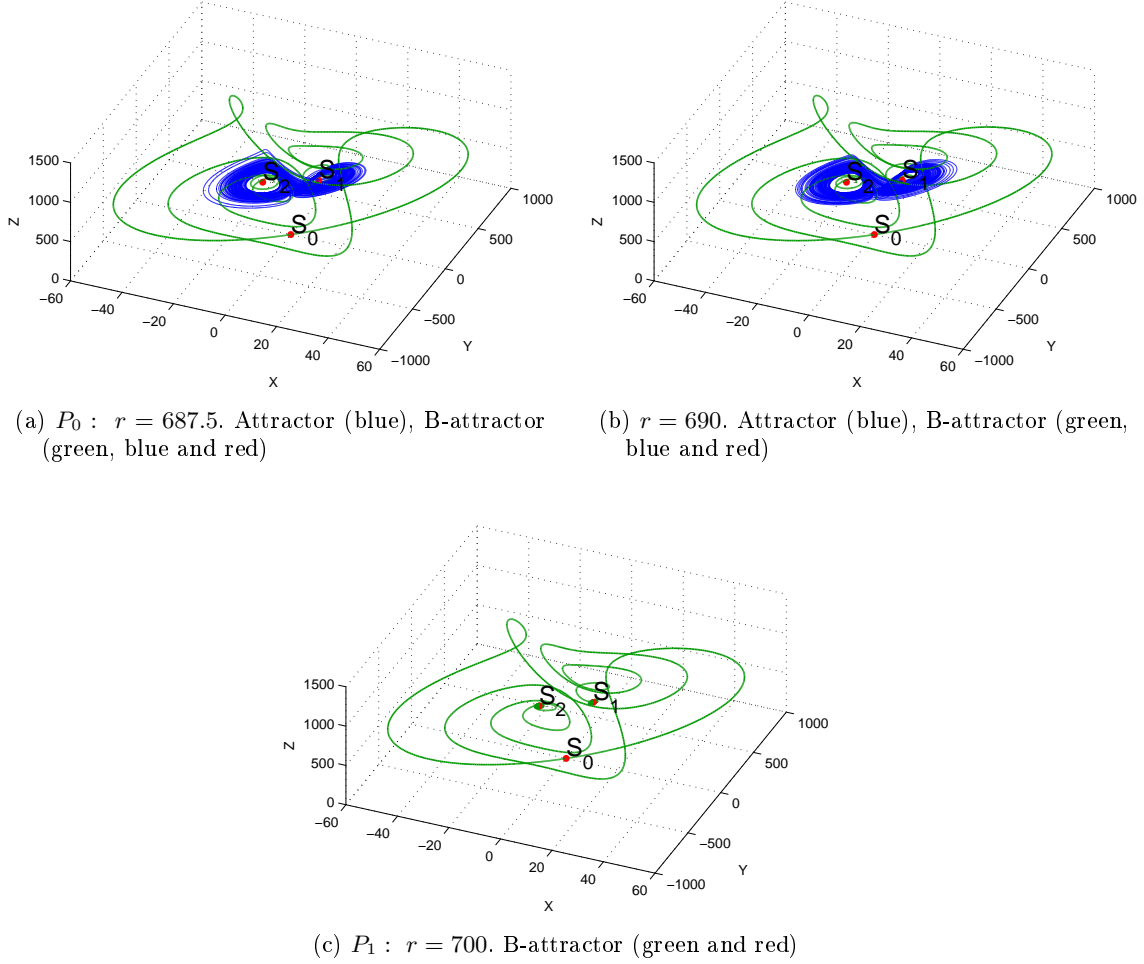 1500
1000
500
0
Z
−60
−40
−20
0
20
40
60
X
−1000
−500
0
500
1000
Y
S2
S1
S0
1500
1000
500
0
Z
−60
−40
−20
0
20
40
60
X
−1000
−500
0
500
1000
Y
S2
S1
S0
(a) P0 : r = 687.5. Attractor (blue), B-attractor
(green, blue and red)
(b) r = 690. Attractor (blue), B-attractor (green,
blue and red)
1500
1000
500
0
Z
−60
−40
−20
0
20
40
60
X
−1000
−500
0
500
1000
Y
S2
S1
S0
(c) P1 : r = 700. B-attractor (green and red)